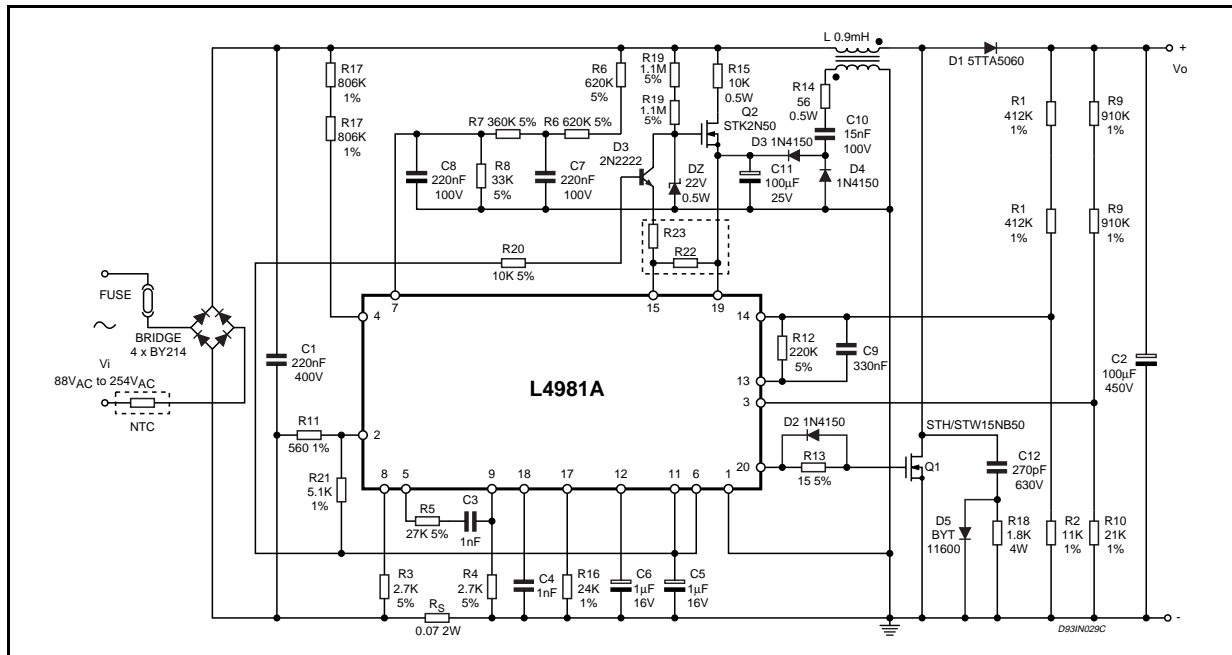 L 0.9mH
D1 5TTA5060
+
Vo
R17
806K
1%
R6
620K
5%
R19
1.1M
5%
R15
10K
0.5W
R14
56
0.5W
R1
412K
1%
R9
910K
1%
R17
806K
1%
R7 360K 5%
R6 620K 5%
R19
1.1M
5%
Q2
STK2N50
C10
15nF
100V
D3 1N4150
D3
2N2222
C8
220nF
100V
R8
33K
5%
C7
220nF
100V
DZ
22V
0.5W
C11
100µF
25V
D4
1N4150
R1
412K
1%
R9
910K
1%
R23
R22
R20
10K 5%
FUSE
BRIDGE
4 x BY214
Vi
88VAC to 254VAC
NTC
7
15
19
4
14
C1
220nF
400V
R12
220K
5%
C9
330nF
C2
100µF
450V
L4981A
13
3
R11
560 1%
2
D2 1N4150
STH/STW15NB50
20
R13
15 5%
Q1
C12
270pF
630V
R21
5.1K
1%
8
5
9
18
17
12
11
6
1
R5
27K 5%
C3
1nF
D5
BYT
11600
R18
1.8K
4W
R2
11K
1%
R10
21K
1%
R3
2.7K
5%
RS
0.07 2W
R4
2.7K
5%
C4
1nF
R16
24K
1%
C6
1µF
16V
C5
1µF
16V
-
D93IN029C